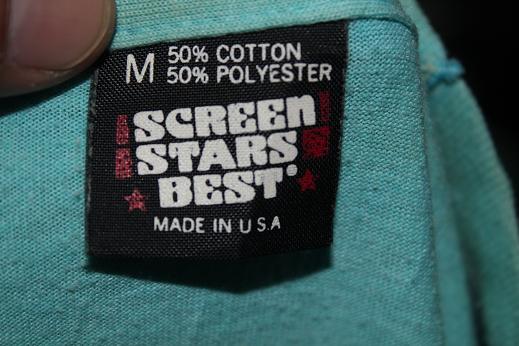 M 50% COTTON
50% POLYESTER
SCREEN
STARS
BEST®
MADE IN U S.A